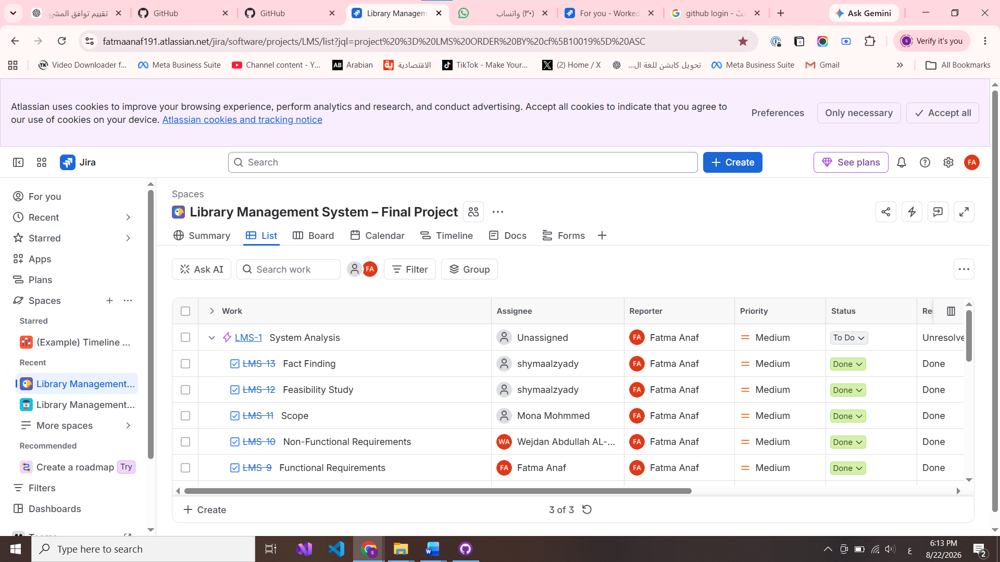 تقييم توافق المشرو
GitHub
GitHub
Library Managem
(٣٠) واتساب
For you - Worked
github login - حث
Ask Gemini
fatmaanaf191.atlassian.net/jira/software/projects/LMS/list?jql=project%20%3D%20LMS%20ORDER%20BY%20cf%5B10019%5D%20ASC
Verify it's you
Video Downloader f...
Meta Business Suite
Channel content - Y...
Arabian
الاقتصادية
TikTok - Make Your...
(2) Home / X
تحويل كابشن للغة ال...
Meta Business Suite
Gmail
All Bookmarks
Atlassian uses cookies to improve your browsing experience, perform analytics and research, and conduct advertising. Accept all cookies to indicate that you agree to
our use of cookies on your device. Atlassian cookies and tracking notice
Preferences
Only necessary
Accept all
Jira
Search
Create
See plans
FA
For you
Recent
Starred
Apps
Plans
Spaces
Starred
(Example) Timeline ...
Recent
Library Management...
Library Management...
More spaces
Recommended
Create a roadmap Try
Filters
Dashboards
Spaces
Library Management System – Final Project
Summary
List
Board
Calendar
Timeline
Docs
Forms
Ask AI
Search work
FA
Filter
Group
Work Assignee Reporter Priority Status
LMS-1 System Analysis Unassigned FA Fatma Anaf Medium To Do Unresolve
LMS-13 Fact Finding shymaalzyady FA Fatma Anaf Medium Done Done
LMS-12 Feasibility Study shymaalzyady FA Fatma Anaf Medium Done Done
LMS-11 Scope Mona Mohmmed FA Fatma Anaf Medium Done Done
LMS-10 Non-Functional Requirements WA Wejdan Abdullah AL-... FA Fatma Anaf Medium Done Done
LMS-9 Functional Requirements FA Fatma Anaf FA Fatma Anaf Medium Done Done
Create
3 of 3
Type here to search
ع
6:13 PM
8/22/2026
2